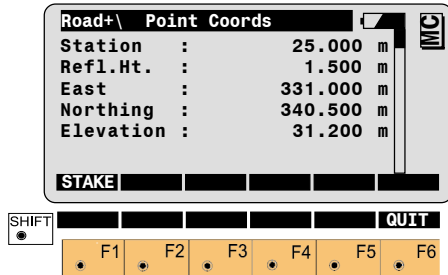 Road+\ Point Coords MC
Station : 25.000 m
Refl.Ht. : 1.500 m
East : 331.000 m
Northing : 340.500 m
Elevation : 31.200 m
STAKE
SHIFT QUIT
F1 F2 F3 F4 F5 F6